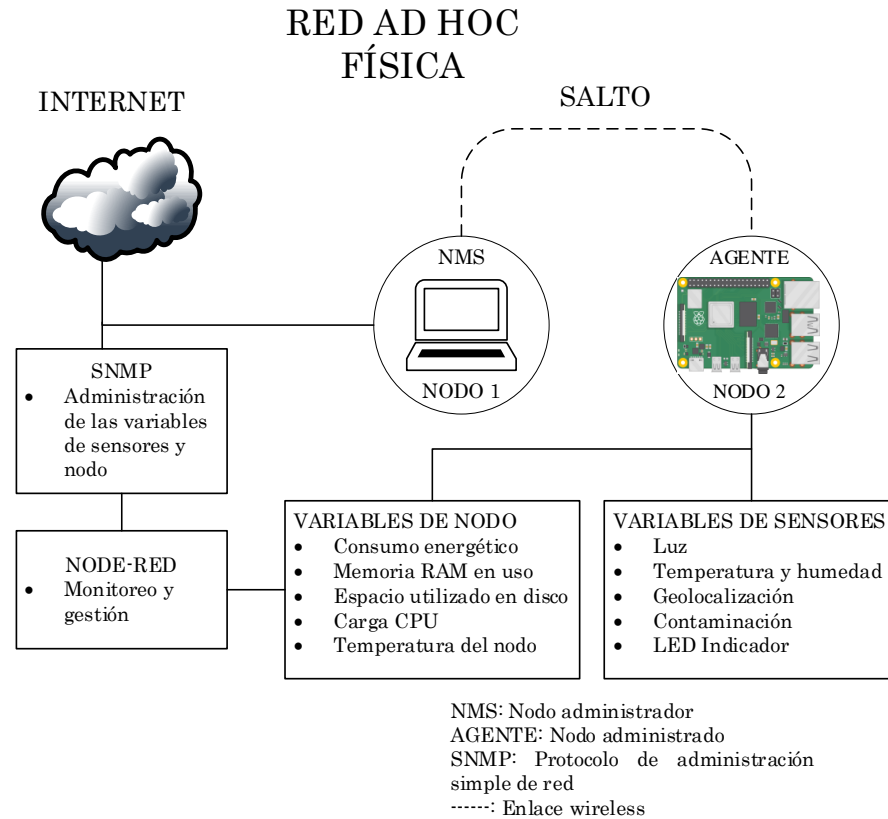 RED AD HOC
FÍSICA
INTERNET
SALTO
NMS
NODO 1
AGENTE
NODO 2
SNMP
• Administración
de las variables
de sensores y
nodo
NODE-RED
• Monitoreo y
gestión
VARIABLES DE NODO
• Consumo energético
• Memoria RAM en uso
• Espacio utilizado en disco
• Carga CPU
• Temperatura del nodo
VARIABLES DE SENSORES
• Luz
• Temperatura y humedad
• Geolocalización
• Contaminación
• LED Indicador
NMS: Nodo administrador
AGENTE: Nodo administrado
SNMP: Protocolo de administración
simple de red
------: Enlace wireless